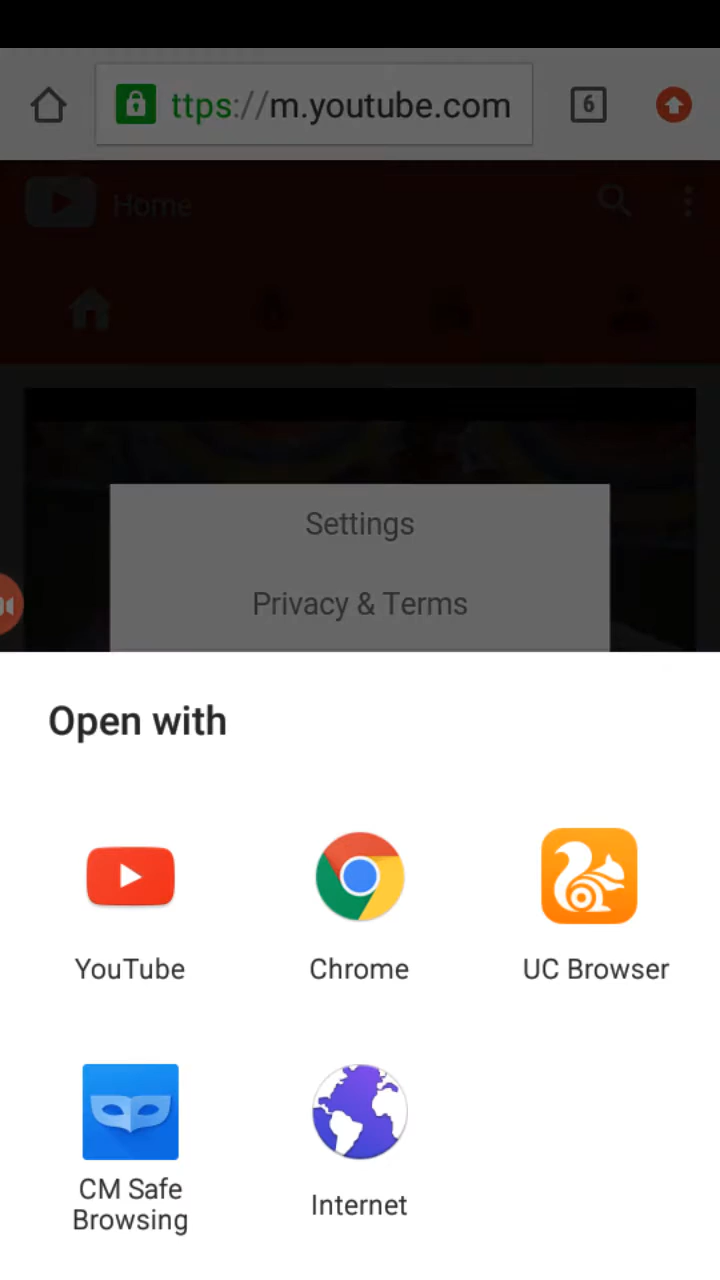 ttps://m.youtube.com
6
Home
Settings
Privacy & Terms
Open with
YouTube
Chrome
UC Browser
CM Safe
Browsing
Internet